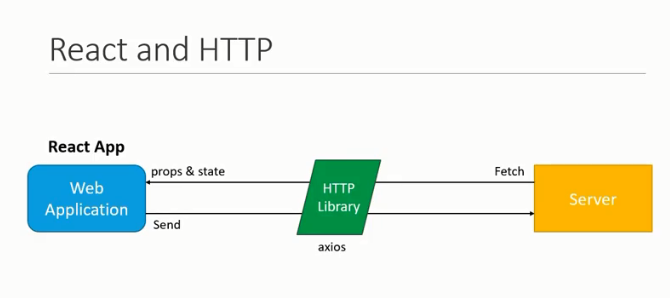 React and HTTP
React App
props & state
Fetch
Web
Application
HTTP
Library
Server
Send
axios